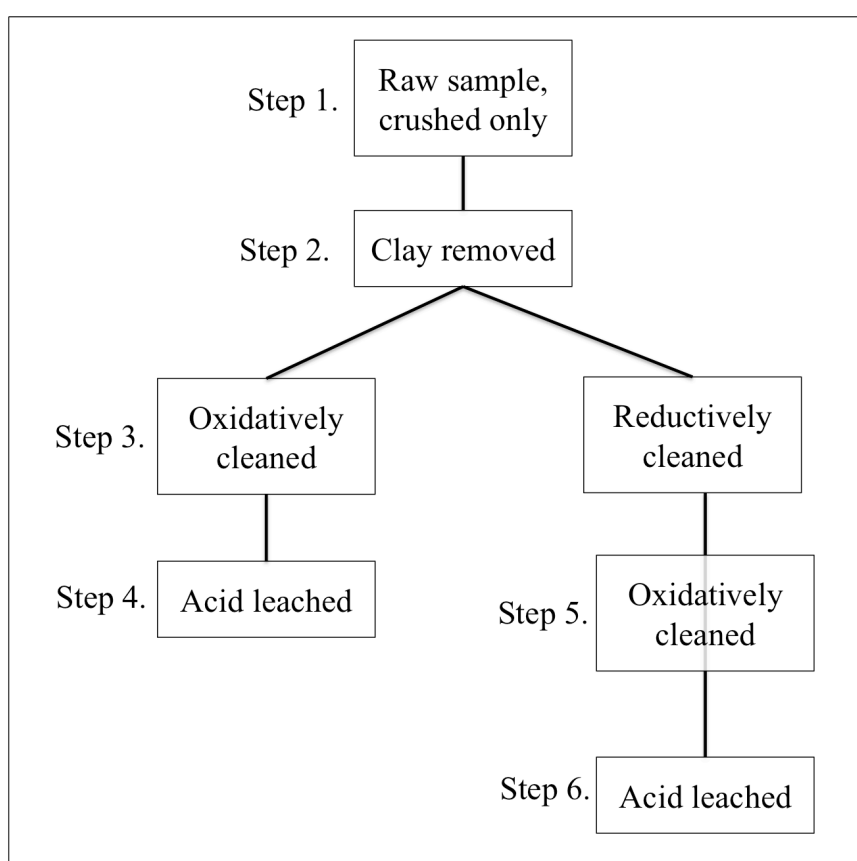 Step 1.
Raw sample,
crushed only
Step 2.
Clay removed
Step 3.
Oxidatively
cleaned
Reductively
cleaned
Step 4.
Acid leached
Step 5.
Oxidatively
cleaned
Step 6.
Acid leached